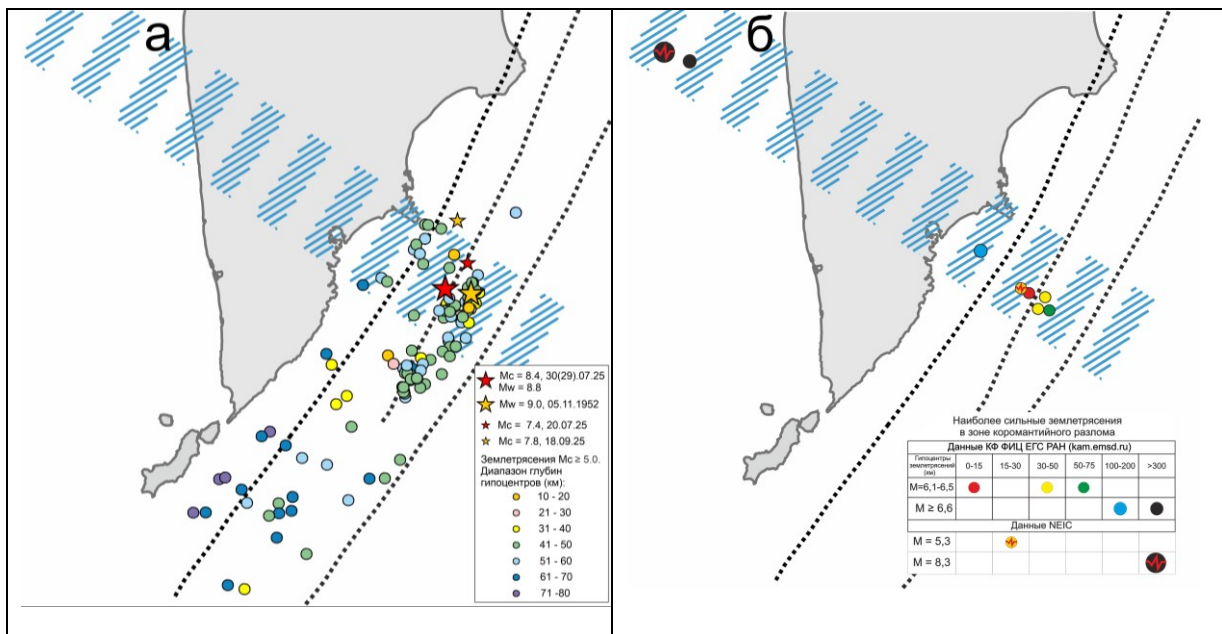 а
Mc = 8.4, 30(29).07.25
Mw = 8.8
Mw = 9.0, 05.11.1952
Mc = 7.4, 20.07.25
Mc = 7.8, 18.09.25
Землетрясения Mc ≥ 5.0.
Диапазон глубин
гипоцентров (км):
10 - 20
21 - 30
31 - 40
41 - 50
51 - 60
61 - 70
71 -80
б
Наиболее сильные землетрясения
в зоне коромантийного разлома
Данные КФ ФИЦ ЕГС РАН (kam.emsd.ru)
Гипоцентры
землетрясений
(км)
0-15 15-30 30-50 50-75 100-200 >300
М=6,1-6,5
М ≥ 6,6
Данные NEIC
М = 5,3
М = 8,3